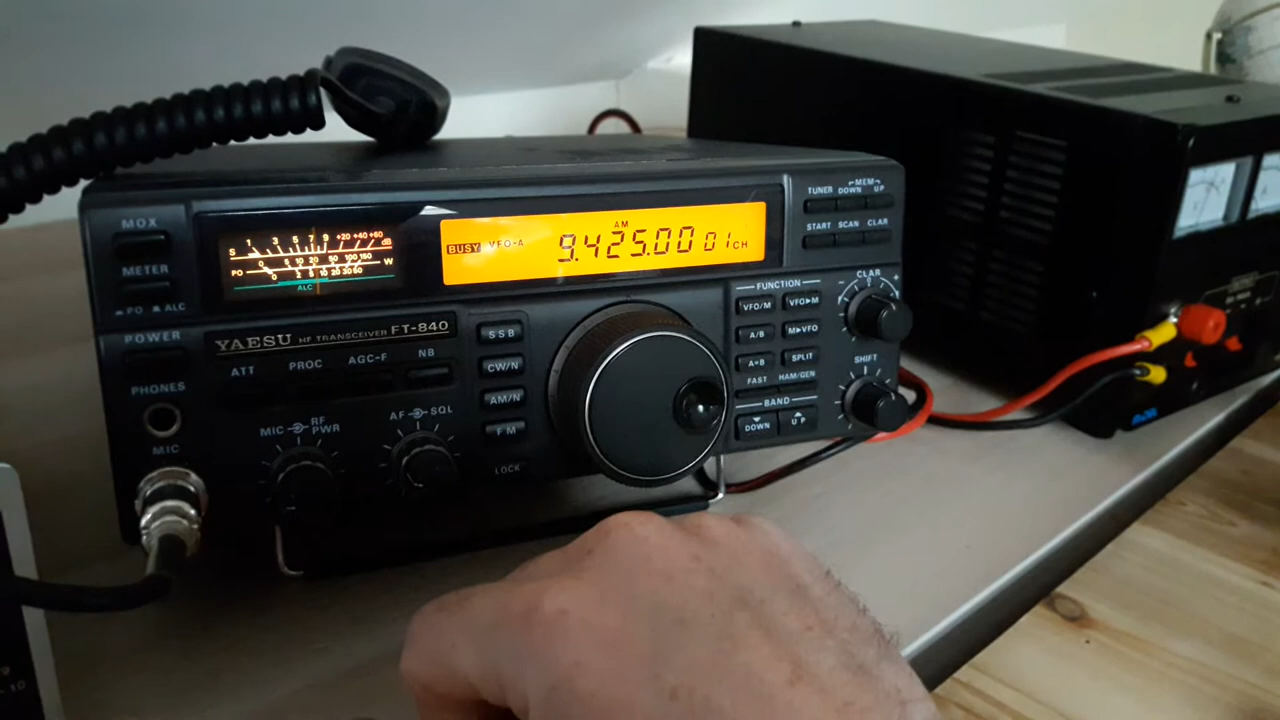 MOX
METER
PO ALC
POWER
PHONES
MIC
S 1 3 5 7 9 +20 +40 +60 dB
PO 0 5 10 20 50 100 150 W
ALC
BUSY VFO-A AM 9.425.00 01 CH
TUNER DOWN MEM UP
START SCAN CLAR
YAESU HF TRANSCEIVER FT-840
ATT PROC AGC-F NB
MIC RF PWR
AF SQL
SSB
CW/N
AM/N
FM
LOCK
FUNCTION
VFO/M VFO▶M
A/B M▶VFO
A=B SPLIT
FAST HAM/GEN
BAND
DOWN UP
CLAR +
SHIFT